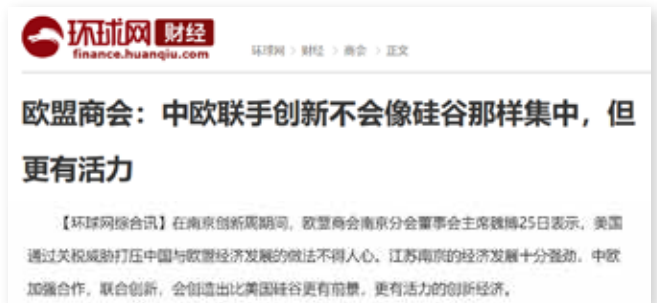 环球网 财经
finance.huanqiu.com
环球网 > 财经 > 商会 > 正文
欧盟商会：中欧联手创新不会像硅谷那样集中，但
更有活力
【环球网综合讯】在南京创新周期间，欧盟商会南京分会董事会主席魏博25日表示，美国
通过关税威胁打压中国与欧盟经济发展的做法不得人心。江苏南京的经济发展十分强劲，中欧
加强合作，联合创新，会创造出比美国硅谷更有前景、更有活力的创新经济。